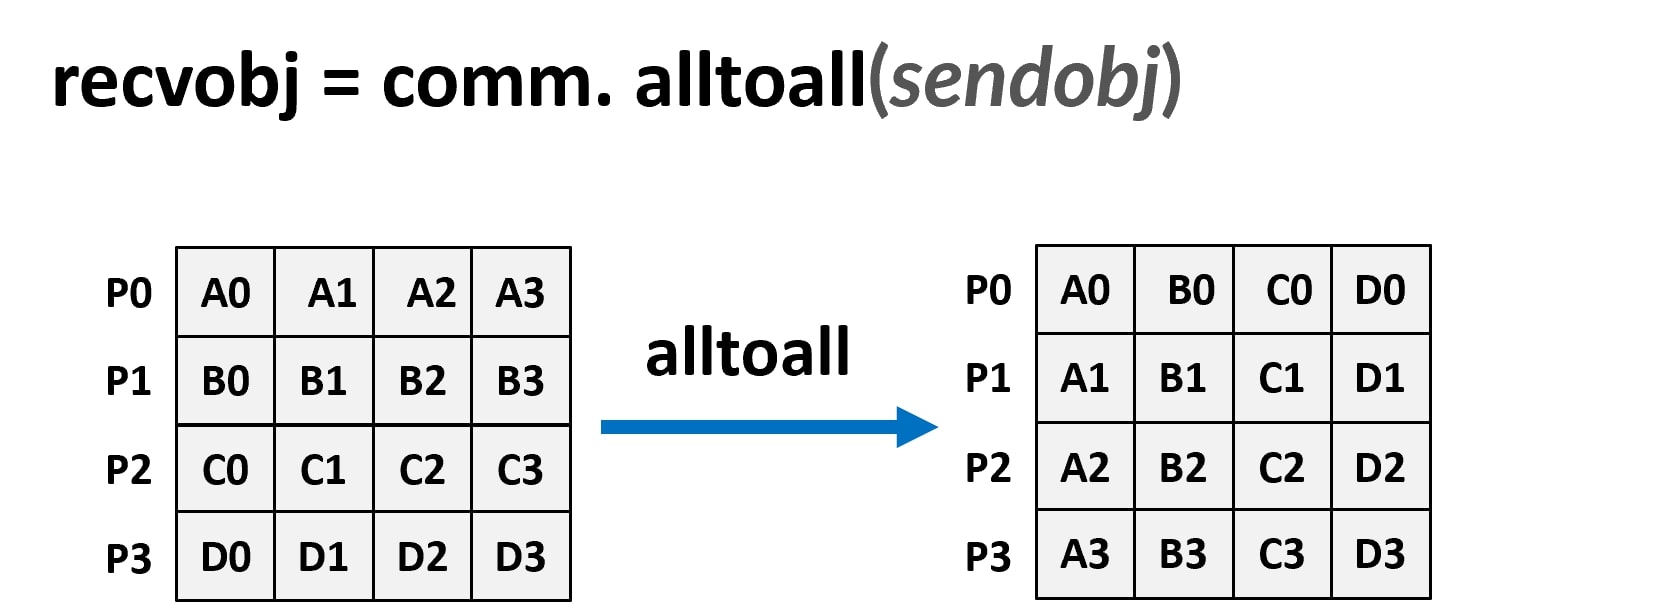 recvobj = comm. alltoall(sendobj)
P0 A0 A1 A2 A3
P1 B0 B1 B2 B3
P2 C0 C1 C2 C3
P3 D0 D1 D2 D3
alltoall
P0 A0 B0 C0 D0
P1 A1 B1 C1 D1
P2 A2 B2 C2 D2
P3 A3 B3 C3 D3